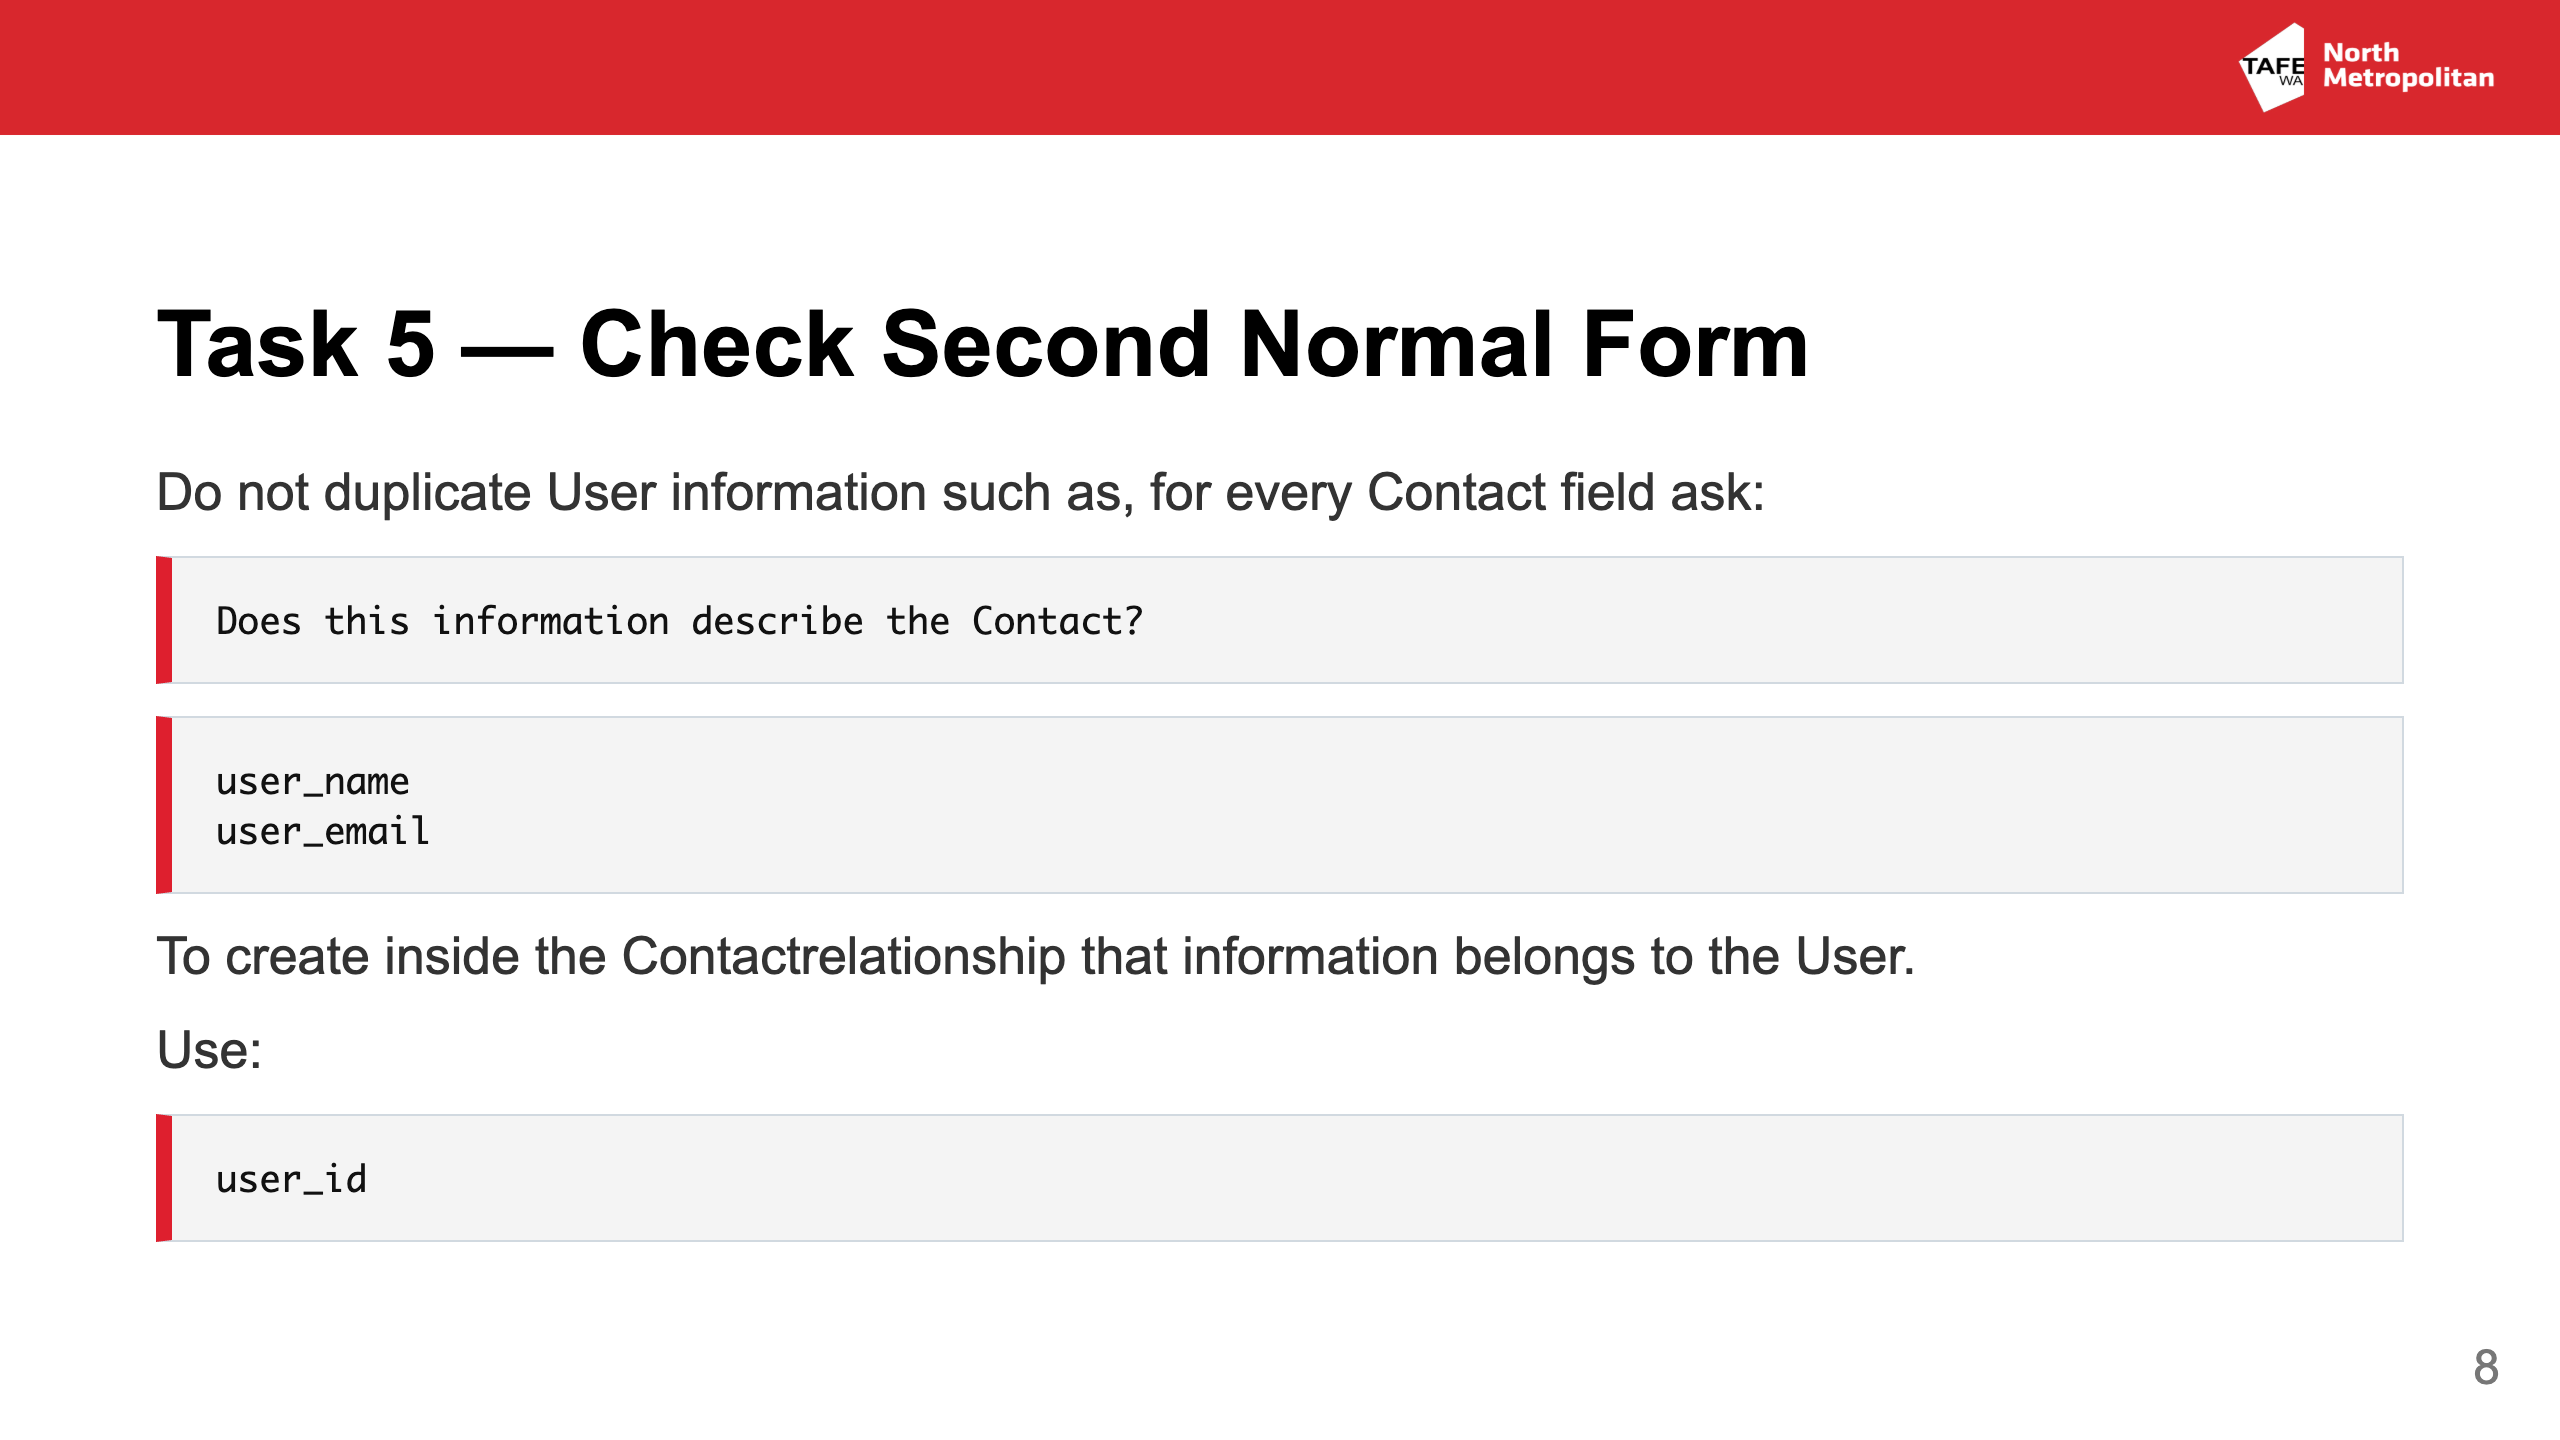 TAFE
WA
North
Metropolitan
Task 5 — Check Second Normal Form
Do not duplicate User information such as, for every Contact field ask:
Does this information describe the Contact?
user_name
user_email
To create inside the Contactrelationship that information belongs to the User.
Use:
user_id
8